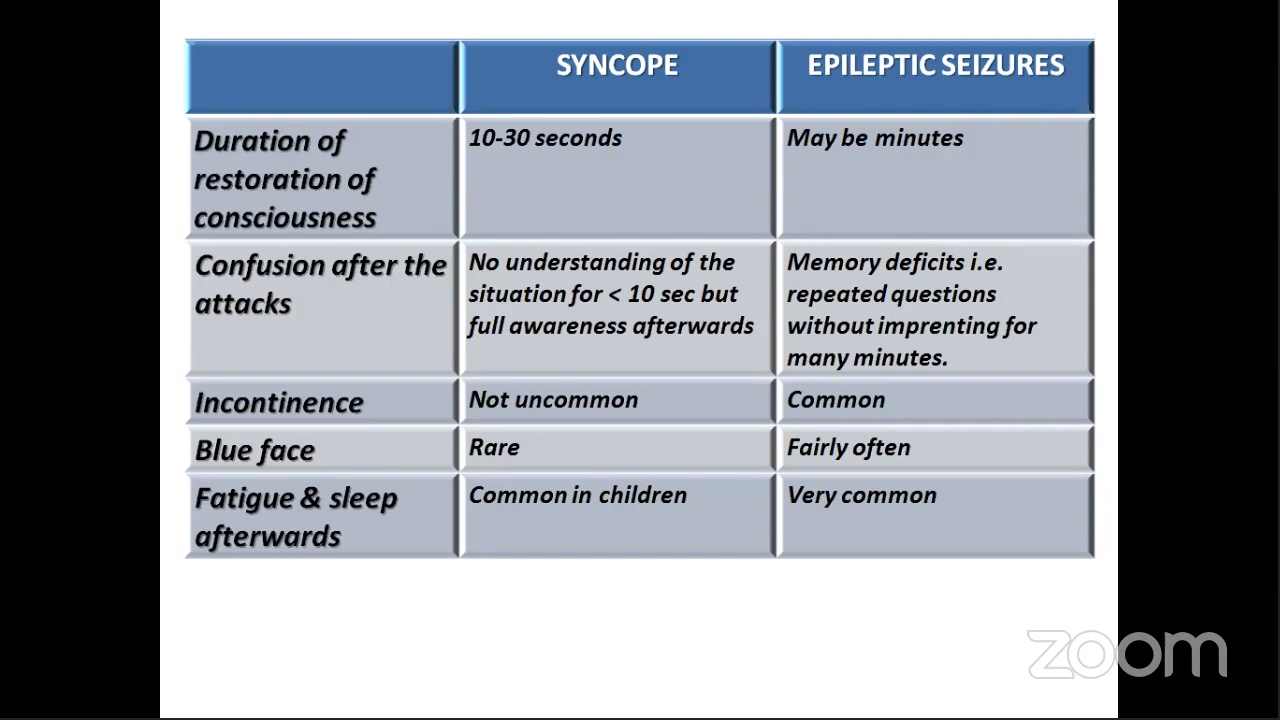 SYNCOPE
EPILEPTIC SEIZURES
Duration of
restoration of
consciousness
10-30 seconds
May be minutes
Confusion after the
attacks
No understanding of the
situation for < 10 sec but
full awareness afterwards
Memory deficits i.e.
repeated questions
without imprenting for
many minutes.
Incontinence
Not uncommon
Common
Blue face
Rare
Fairly often
Fatigue & sleep
afterwards
Common in children
Very common
zoom